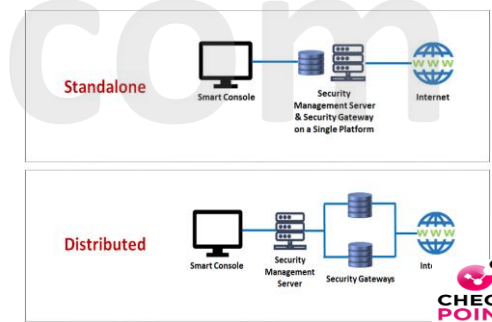 com
Standalone
Smart Console
Security
Management Server
& Security Gateway
on a Single Platform
WWW
Internet
Distributed
Smart Console
Security
Management
Server
Security Gateways
WWW
CHEC
POIN